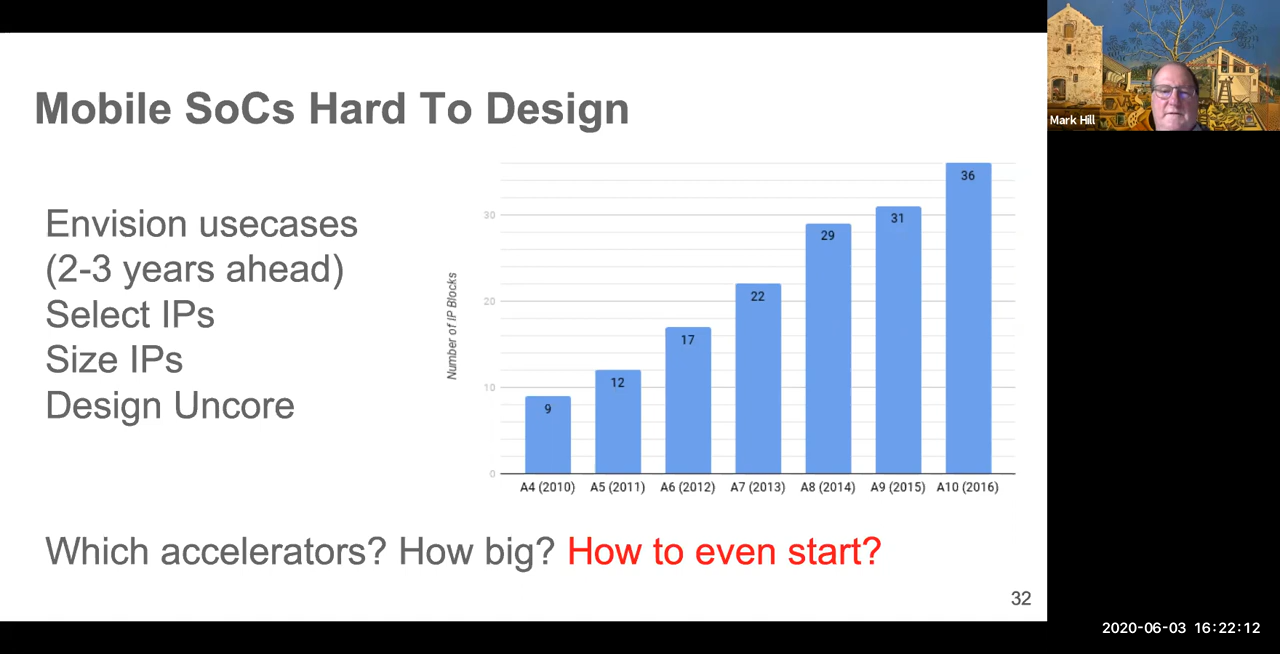 Mobile SoCs Hard To Design
Mark Hill
Envision usecases
(2-3 years ahead)
Select IPs
Size IPs
Design Uncore
Number of IP Blocks
30
20
10
0
9
12
17
22
29
31
36
A4 (2010)
A5 (2011)
A6 (2012)
A7 (2013)
A8 (2014)
A9 (2015)
A10 (2016)
Which accelerators? How big? How to even start?
32
2020-06-03 16:22:12